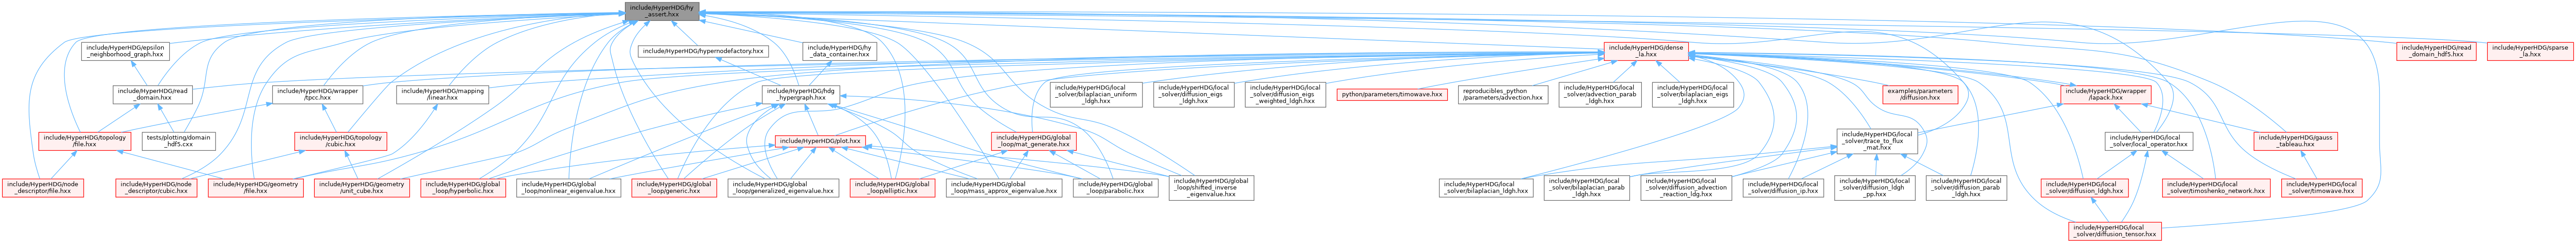 include/HyperHDG/hy
_assert.hxx
include/HyperHDG/epsilon
_neighborhood_graph.hxx
include/HyperHDG/hypernodefactory.hxx
include/HyperHDG/hy
_data_container.hxx
include/HyperHDG/dense
_la.hxx
include/HyperHDG/read
_domain_hdf5.hxx
include/HyperHDG/sparse
_la.hxx
include/HyperHDG/read
_domain.hxx
include/HyperHDG/wrapper
/tpcc.hxx
include/HyperHDG/mapping
/linear.hxx
include/HyperHDG/hdg
_hypergraph.hxx
include/HyperHDG/local
_solver/bilaplacian_uniform
_ldgh.hxx
include/HyperHDG/local
_solver/diffusion_eigs
_ldgh.hxx
include/HyperHDG/local
_solver/diffusion_eigs
_weighted_ldgh.hxx
python/parameters/timowave.hxx
reproducibles_python
/parameters/advection.hxx
include/HyperHDG/local
_solver/advection_parab
_ldgh.hxx
include/HyperHDG/local
_solver/bilaplacian_eigs
_ldgh.hxx
examples/parameters
/diffusion.hxx
include/HyperHDG/wrapper
/lapack.hxx
include/HyperHDG/topology
/file.hxx
tests/plotting/domain
_hdf5.cxx
include/HyperHDG/topology
/cubic.hxx
include/HyperHDG/plot.hxx
include/HyperHDG/global
_loop/mat_generate.hxx
include/HyperHDG/local
_solver/trace_to_flux
_mat.hxx
include/HyperHDG/local
_solver/local_operator.hxx
include/HyperHDG/gauss
_tableau.hxx
include/HyperHDG/node
_descriptor/file.hxx
include/HyperHDG/node
_descriptor/cubic.hxx
include/HyperHDG/geometry
/file.hxx
include/HyperHDG/geometry
/unit_cube.hxx
include/HyperHDG/global
_loop/hyperbolic.hxx
include/HyperHDG/global
_loop/nonlinear_eigenvalue.hxx
include/HyperHDG/global
_loop/generic.hxx
include/HyperHDG/global
_loop/generalized_eigenvalue.hxx
include/HyperHDG/global
_loop/elliptic.hxx
include/HyperHDG/global
_loop/mass_approx_eigenvalue.hxx
include/HyperHDG/global
_loop/parabolic.hxx
include/HyperHDG/global
_loop/shifted_inverse
_eigenvalue.hxx
include/HyperHDG/local
_solver/bilaplacian_ldgh.hxx
include/HyperHDG/local
_solver/bilaplacian_parab
_ldgh.hxx
include/HyperHDG/local
_solver/diffusion_advection
_reaction_ldg.hxx
include/HyperHDG/local
_solver/diffusion_ip.hxx
include/HyperHDG/local
_solver/diffusion_ldgh
_pp.hxx
include/HyperHDG/local
_solver/diffusion_parab
_ldgh.hxx
include/HyperHDG/local
_solver/diffusion_ldgh.hxx
include/HyperHDG/local
_solver/timoshenko_network.hxx
include/HyperHDG/local
_solver/timowave.hxx
include/HyperHDG/local
_solver/diffusion_tensor.hxx